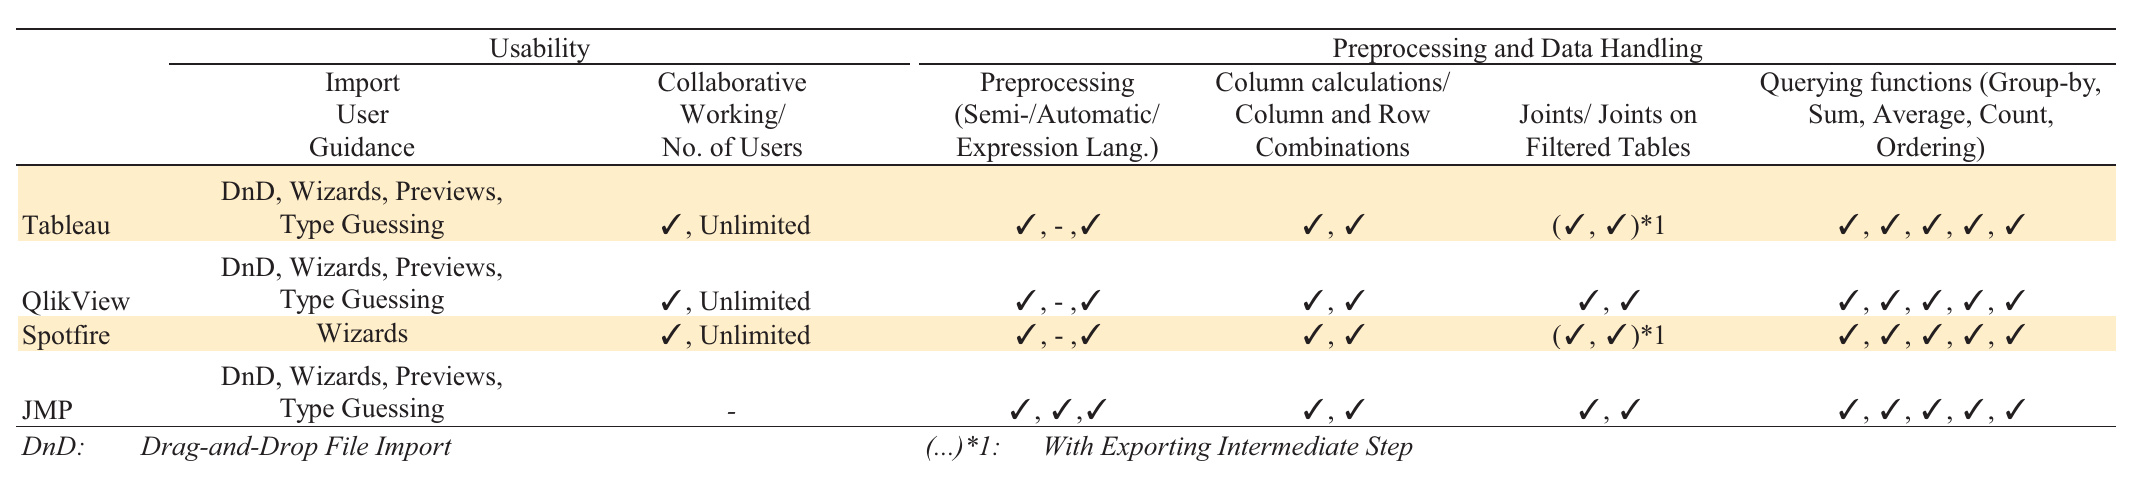 Usability Preprocessing and Data Handling
Import Collaborative Preprocessing Column calculations/ Querying functions (Group-by,
User Working/ (Semi-/Automatic/ Column and Row Joints/ Joints on Sum, Average, Count,
Guidance No. of Users Expression Lang.) Combinations Filtered Tables Ordering)
DnD, Wizards, Previews,
Tableau Type Guessing ✓, Unlimited ✓, - ,✓ ✓, ✓ (✓, ✓)*1 ✓, ✓, ✓, ✓, ✓
DnD, Wizards, Previews,
QlikView Type Guessing ✓, Unlimited ✓, - ,✓ ✓, ✓ ✓, ✓ ✓, ✓, ✓, ✓, ✓
Spotfire Wizards ✓, Unlimited ✓, - ,✓ ✓, ✓ (✓, ✓)*1 ✓, ✓, ✓, ✓, ✓
DnD, Wizards, Previews,
JMP Type Guessing - ✓, ✓,✓ ✓, ✓ ✓, ✓ ✓, ✓, ✓, ✓, ✓
DnD: Drag-and-Drop File Import (...)*1: With Exporting Intermediate Step